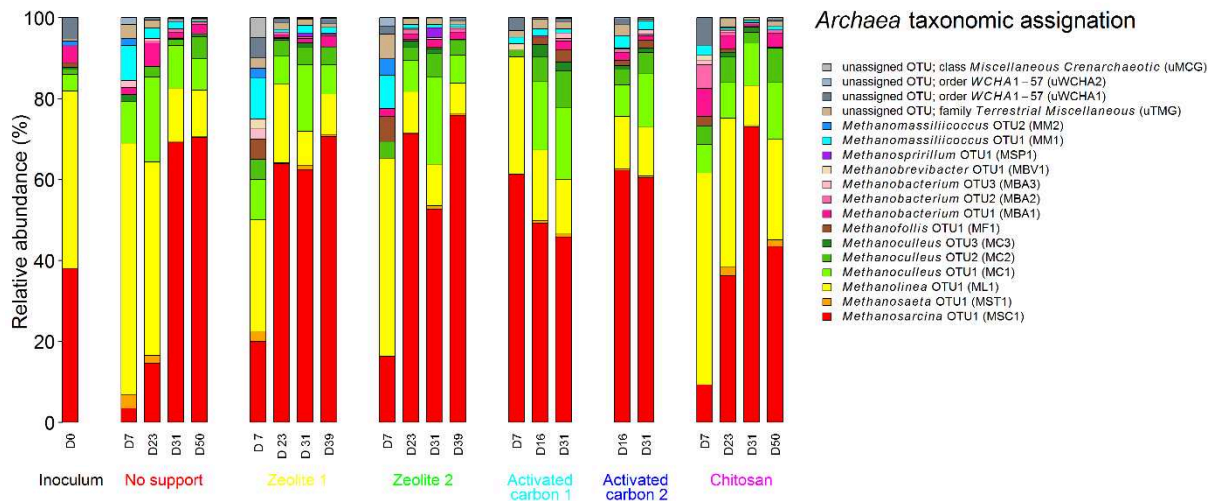 Archaea taxonomic assignation
Relative abundance (%)
100
80
60
40
20
0
unassigned OTU; class Miscellaneous Crenarchaeotic (uMCG)
unassigned OTU; order WCHA1-57 (uWCHA2)
unassigned OTU; order WCHA1-57 (uWCHA1)
unassigned OTU; family Terrestrial Miscellaneous (uTMG)
Methanomassiliicoccus OTU2 (MM2)
Methanomassiliicoccus OTU1 (MM1)
Methanospririllum OTU1 (MSP1)
Methanobrevibacter OTU1 (MBV1)
Methanobacterium OTU3 (MBA3)
Methanobacterium OTU2 (MBA2)
Methanobacterium OTU1 (MBA1)
Methanofollis OTU1 (MF1)
Methanoculleus OTU3 (MC3)
Methanoculleus OTU2 (MC2)
Methanoculleus OTU1 (MC1)
Methanolinea OTU1 (ML1)
Methanosaeta OTU1 (MST1)
Methanosarcina OTU1 (MSC1)
D0 D7 D23 D31 D50 D 7 D 23 D 31 D39 D7 D23 D31 D39 D7 D16 D31 D16 D31 D7 D23 D31 D50
Inoculum No support Zeolite 1 Zeolite 2 Activated Activated Chitosan
carbon 1 carbon 2